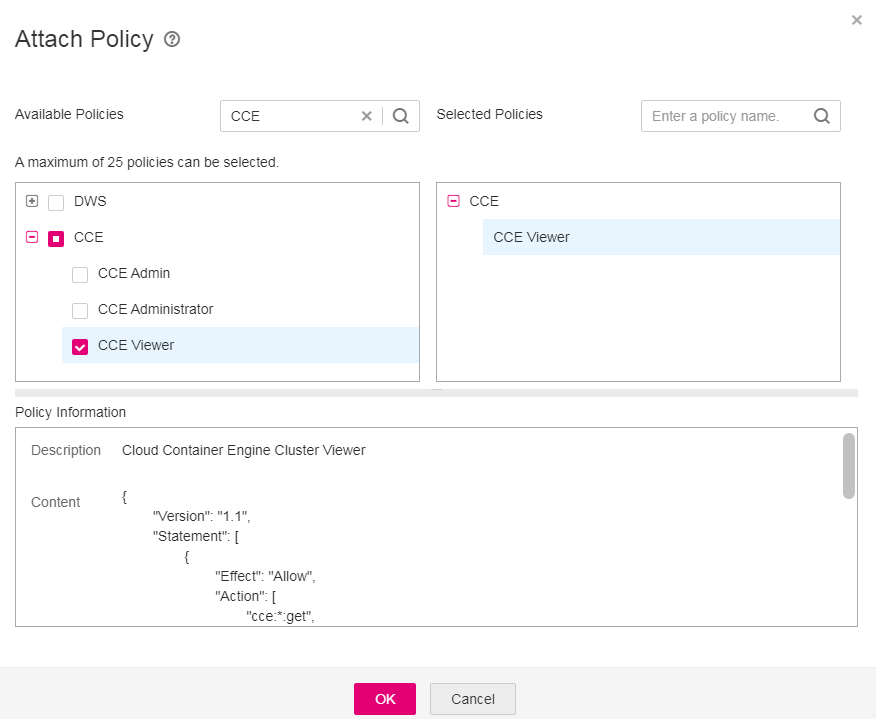 Attach Policy
Available Policies
CCE
Selected Policies
Enter a policy name.
A maximum of 25 policies can be selected.
DWS
CCE
CCE Admin
CCE Administrator
CCE Viewer
CCE
CCE Viewer
Policy Information
Description Cloud Container Engine Cluster Viewer
Content
{
"Version": "1.1",
"Statement": [
{
"Effect": "Allow",
"Action": [
"cce:*:get",
OK
Cancel